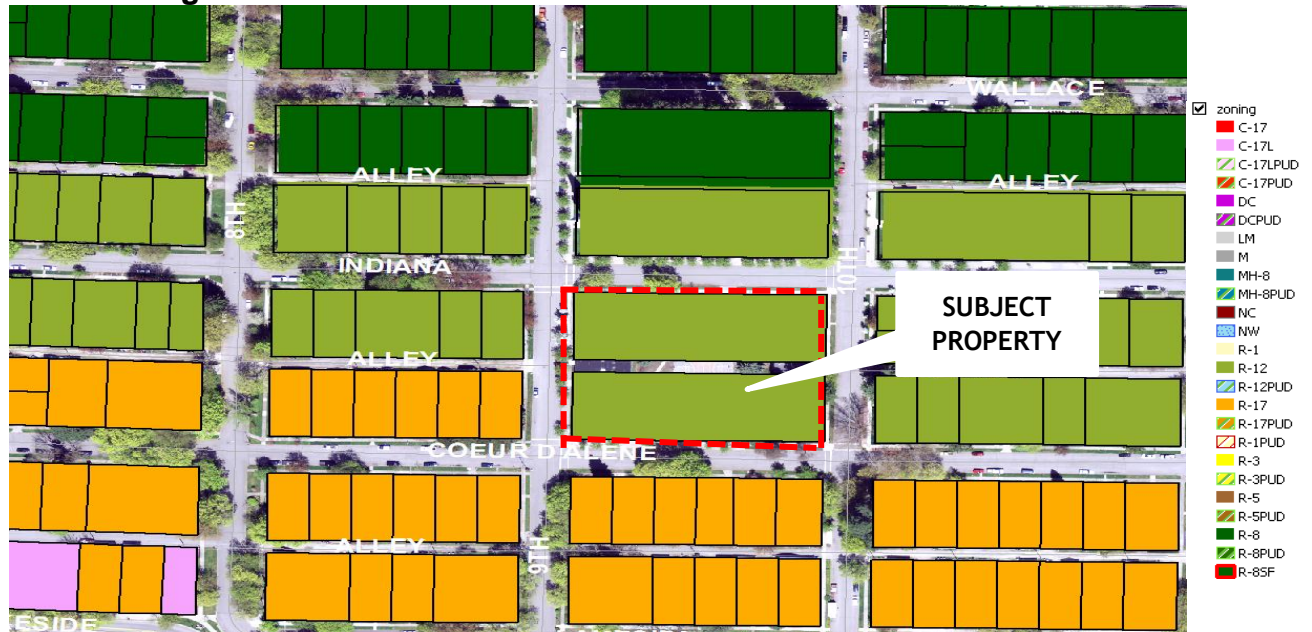 WALLACE
ALLEY
ALLEY
8TH
INDIANA
10TH
SUBJECT
PROPERTY
ALLEY
COEUR D'ALENE
ALLEY
9TH
ESIDE
zoning
C-17
C-17L
C-17LPUD
C-17PUD
DC
DCPUD
LM
M
MH-8
MH-8PUD
NC
NW
R-1
R-12
R-12PUD
R-17
R-17PUD
R-1PUD
R-3
R-3PUD
R-5
R-5PUD
R-8
R-8PUD
R-8SF